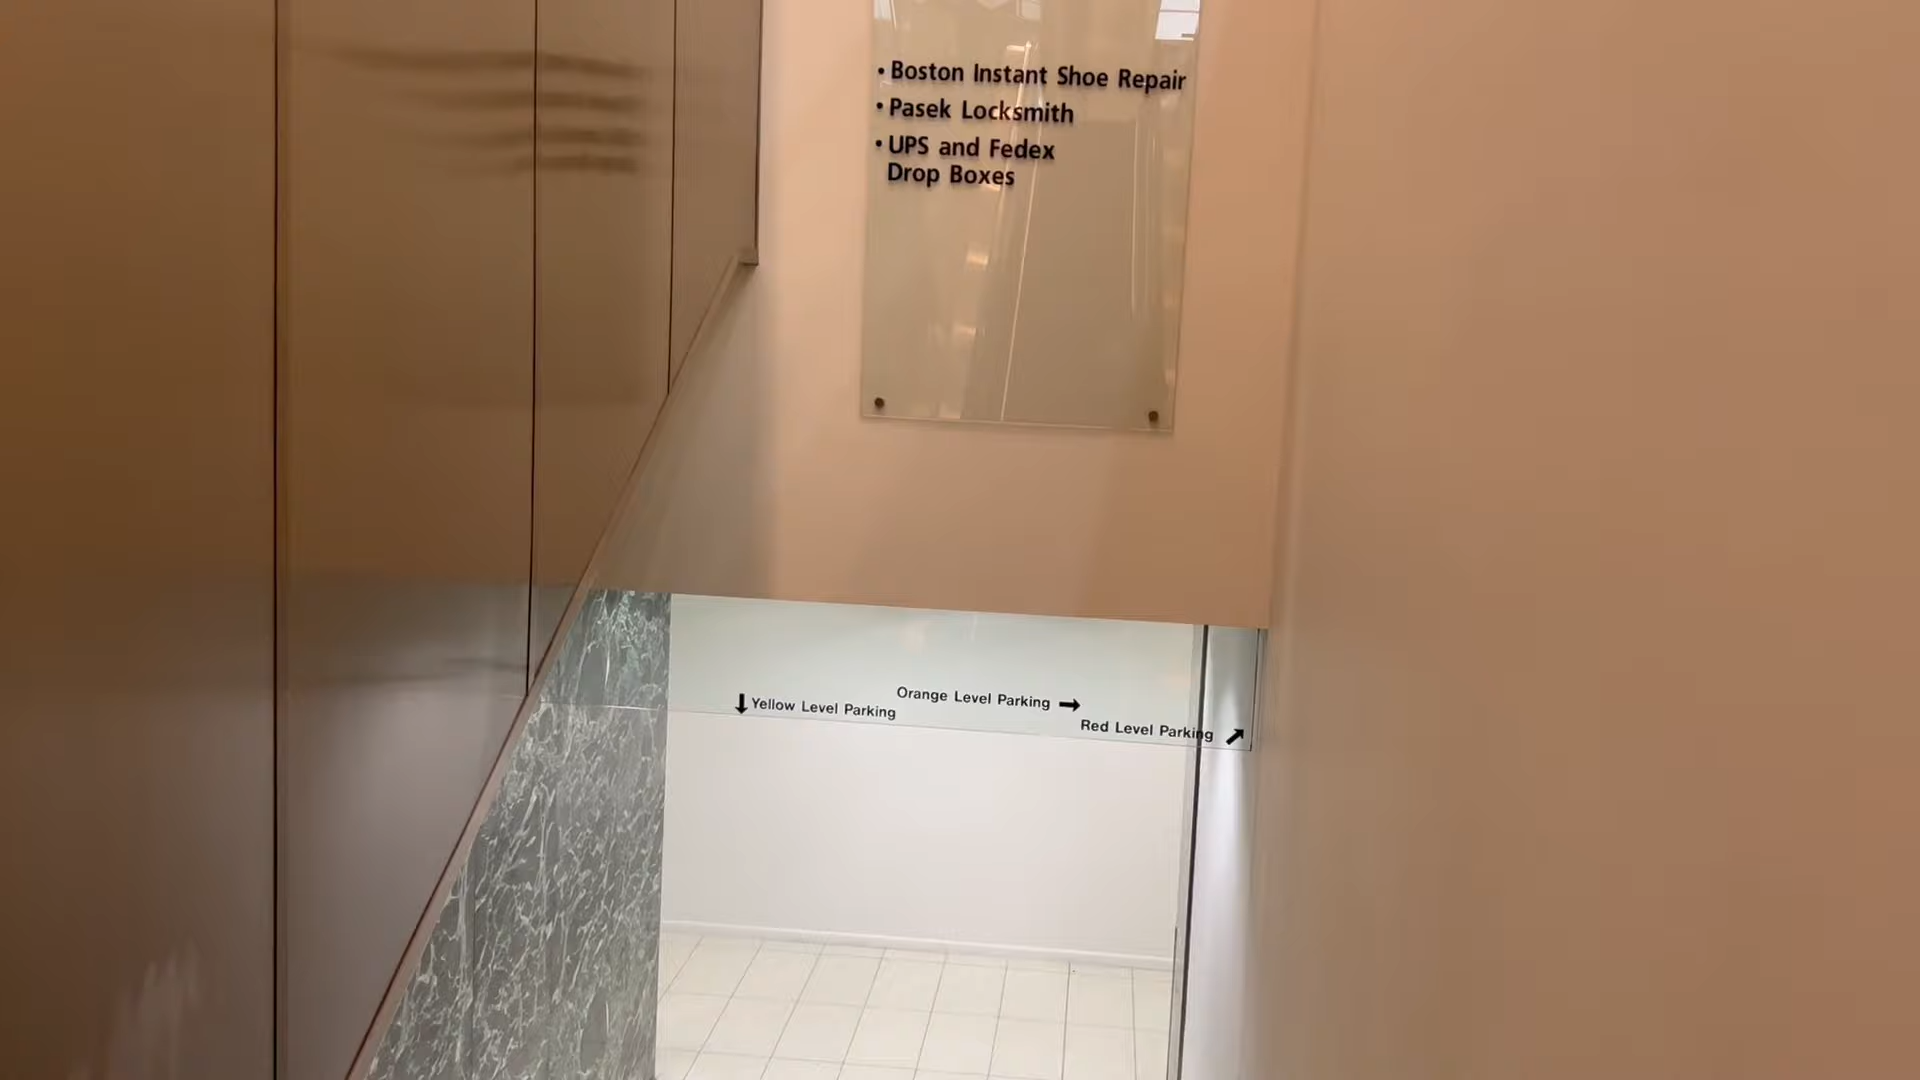 • Boston Instant Shoe Repair
• Pasek Locksmith
• UPS and Fedex
Drop Boxes
Orange Level Parking →
↓ Yellow Level Parking
Red Level Parking ↗